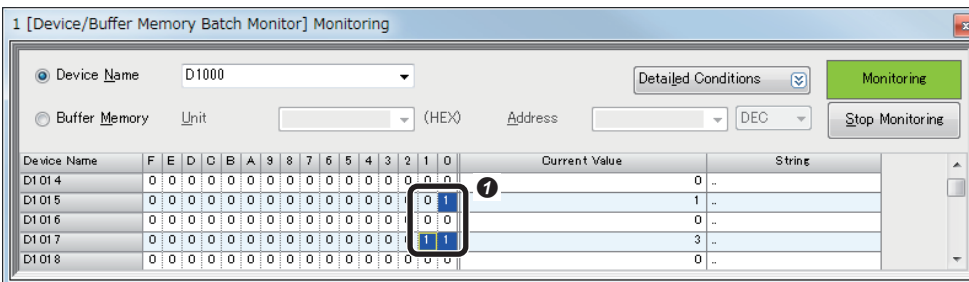 1 [Device/Buffer Memory Batch Monitor] Monitoring
Device Name D1000 Detailed Conditions Monitoring
Buffer Memory Unit (HEX) Address DEC Stop Monitoring
Device Name F E D C B A 9 8 7 6 5 4 3 2 1 0 Current Value String
D1014 0 0 0 0 0 0 0 0 0 0 0 0 0 0 0 0 0 ..
D1015 0 0 0 0 0 0 0 0 0 0 0 0 0 0 1 1 ..
1
D1016 0 0 0 0 0 0 0 0 0 0 0 0 0 0 0 0 ..
D1017 0 0 0 0 0 0 0 0 0 0 0 0 0 1 1 3 ..
D1018 0 0 0 0 0 0 0 0 0 0 0 0 0 0 0 0 0 ..